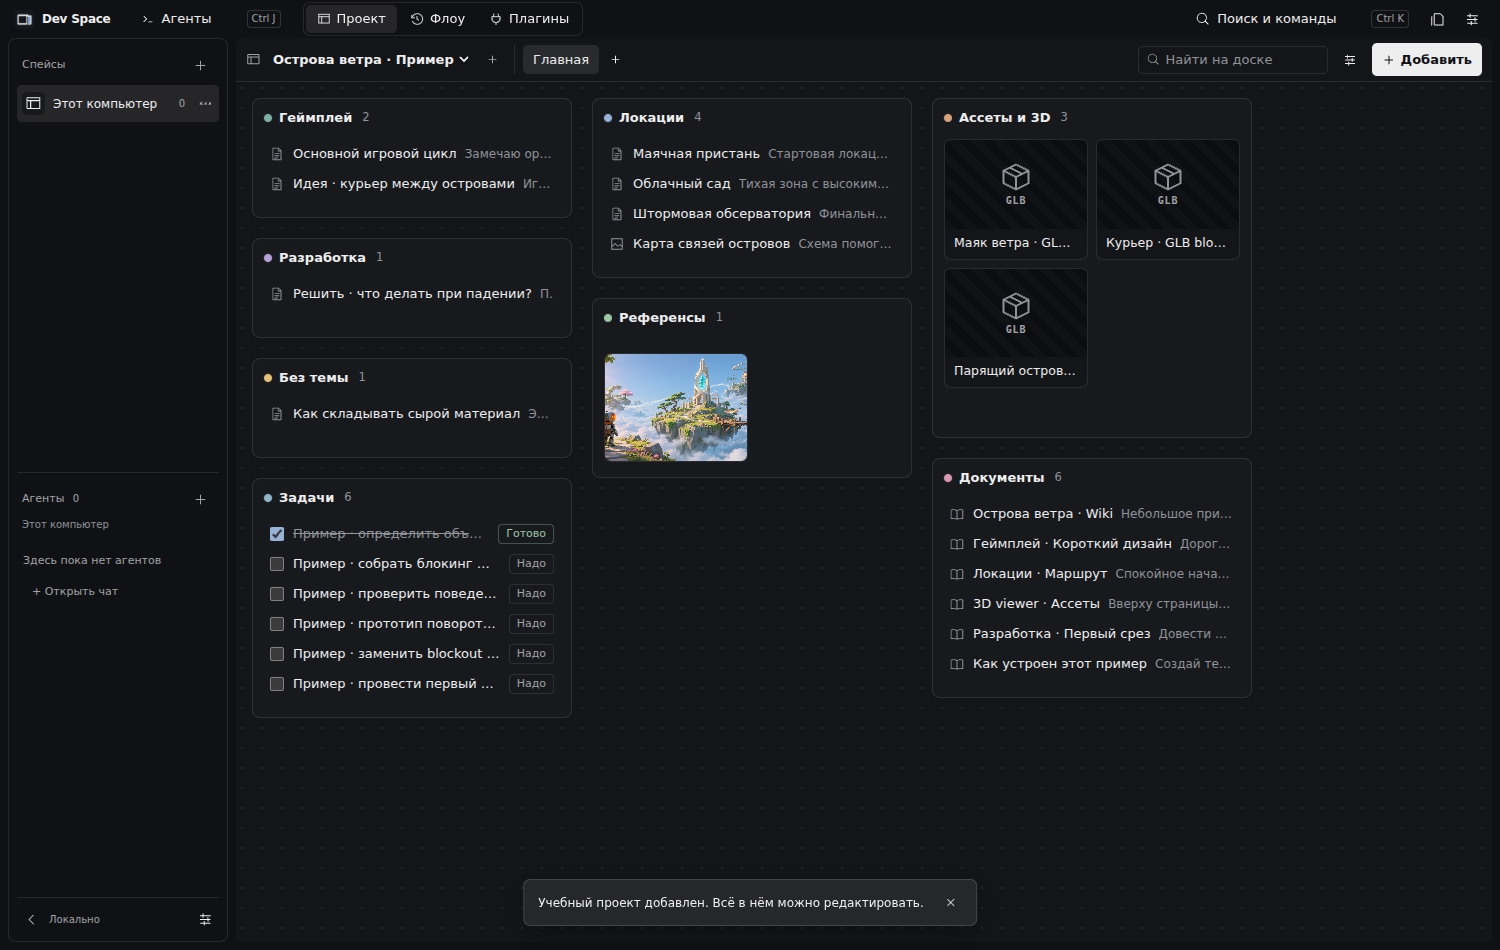 Dev Space
Агенты
Ctrl J
Проект
Флоу
Плагины
Поиск и команды
Ctrl K
Спейсы
Этот компьютер 0
Агенты 0
Этот компьютер
Здесь пока нет агентов
+ Открыть чат
Локально
Острова ветра · Пример
Главная
Найти на доске
Добавить
Геймплей 2
Основной игровой цикл Замечаю ор...
Идея · курьер между островами Иг...
Разработка 1
Решить · что делать при падении? П.
Без темы 1
Как складывать сырой материал Э...
Задачи 6
Пример · определить объ... Готово
Пример · собрать блокинг ... Надо
Пример · проверить поведе... Надо
Пример · прототип поворот... Надо
Пример · заменить blockout ... Надо
Пример · провести первый ... Надо
Локации 4
Маячная пристань Стартовая локац...
Облачный сад Тихая зона с высоким...
Штормовая обсерватория Финальн...
Карта связей островов Схема помог...
Референсы 1
Ассеты и 3D 3
GLB
Маяк ветра · GL...
GLB
Курьер · GLB blo...
GLB
Парящий остров...
Документы 6
Острова ветра · Wiki Небольшое при...
Геймплей · Короткий дизайн Дорог...
Локации · Маршрут Спокойное нача...
3D viewer · Ассеты Вверху страницы...
Разработка · Первый срез Довести ...
Как устроен этот пример Создай те...
Учебный проект добавлен. Всё в нём можно редактировать.